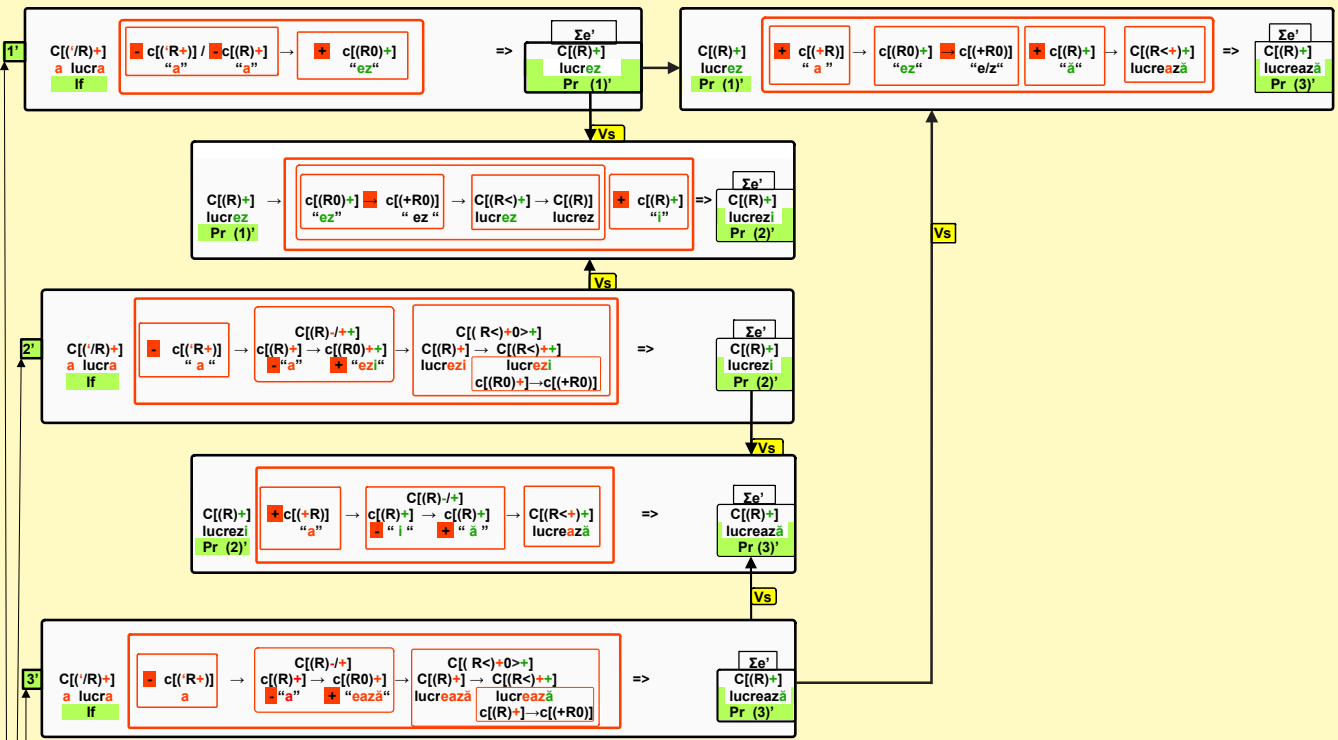 1'
C[(‘/R)+]
a lucra
If
- c[(‘R+)] / - c[(R)+] → + c[(R0)+]
“a“ “a“ “ez“
=>
Σe’
C[(R)+]
lucrez
Pr (1)’
C[(R)+]
lucrez
Pr (1)’
+ c[(+R)] → c[(R0)+] → c[(+R0)] + c[(R)+] → C[(R<+)+]
“ a “ “ez“ “e/z“ “ă“ lucrează
=>
Σe’
C[(R)+]
lucrează
Pr (3)’
Vs
C[(R)+] →
lucrez
Pr (1)’
c[(R0)+] → c[(+R0)] → C[(R<)+] → C[(R)] + c[(R)+] =>
“ez” “ ez “ lucrez lucrez “i”
Σe’
C[(R)+]
lucrezi
Pr (2)’
Vs
Vs
2'
C[(‘/R)+]
a lucra
If
- c[(‘R+)] →
“ a “
C[(R)-/++]
c[(R)+] → c[(R0)++] →
- “a” + “ezi“
C[( R<)+0>+]
C[(R)+] → C[(R<)++]
lucrezi lucrezi
c[(R0)+]→c[(+R0)]
=>
Σe’
C[(R)+]
lucrezi
Pr (2)’
Vs
C[(R)+]
lucrezi
Pr (2)’
+ c[(+R)] →
“a”
C[(R)-/+]
c[(R)+] → c[(R)+] →
- “ i “ + “ ă ”
C[(R<+)+]
lucrează
=>
Σe’
C[(R)+]
lucrează
Pr (3)’
Vs
3'
C[(‘/R)+]
a lucra
If
- c[(‘R+)] →
a
C[(R)-/+]
c[(R)+] → c[(R0)+] →
- “a” + “ează“
C[( R<)+0>+]
C[(R)+] → C[(R<)++]
lucrează lucrează
c[(R)+]→c[(+R0)]
=>
Σe’
C[(R)+]
lucrează
Pr (3)’